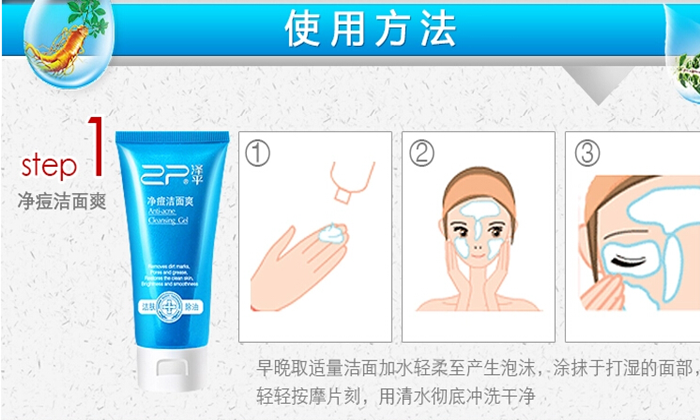 使用方法
step 1
净痘洁面爽
ZP 泽平
净痘洁面爽
Anti-acne
Cleansing Gel
Removes dirt marks,
Pores and grease,
Restores the clean skin,
Brightness and smoothness
洁肤 除油
① ② ③
早晚取适量洁面加水轻柔至产生泡沫，涂抹于打湿的面部，
轻轻按摩片刻，用清水彻底冲洗干净